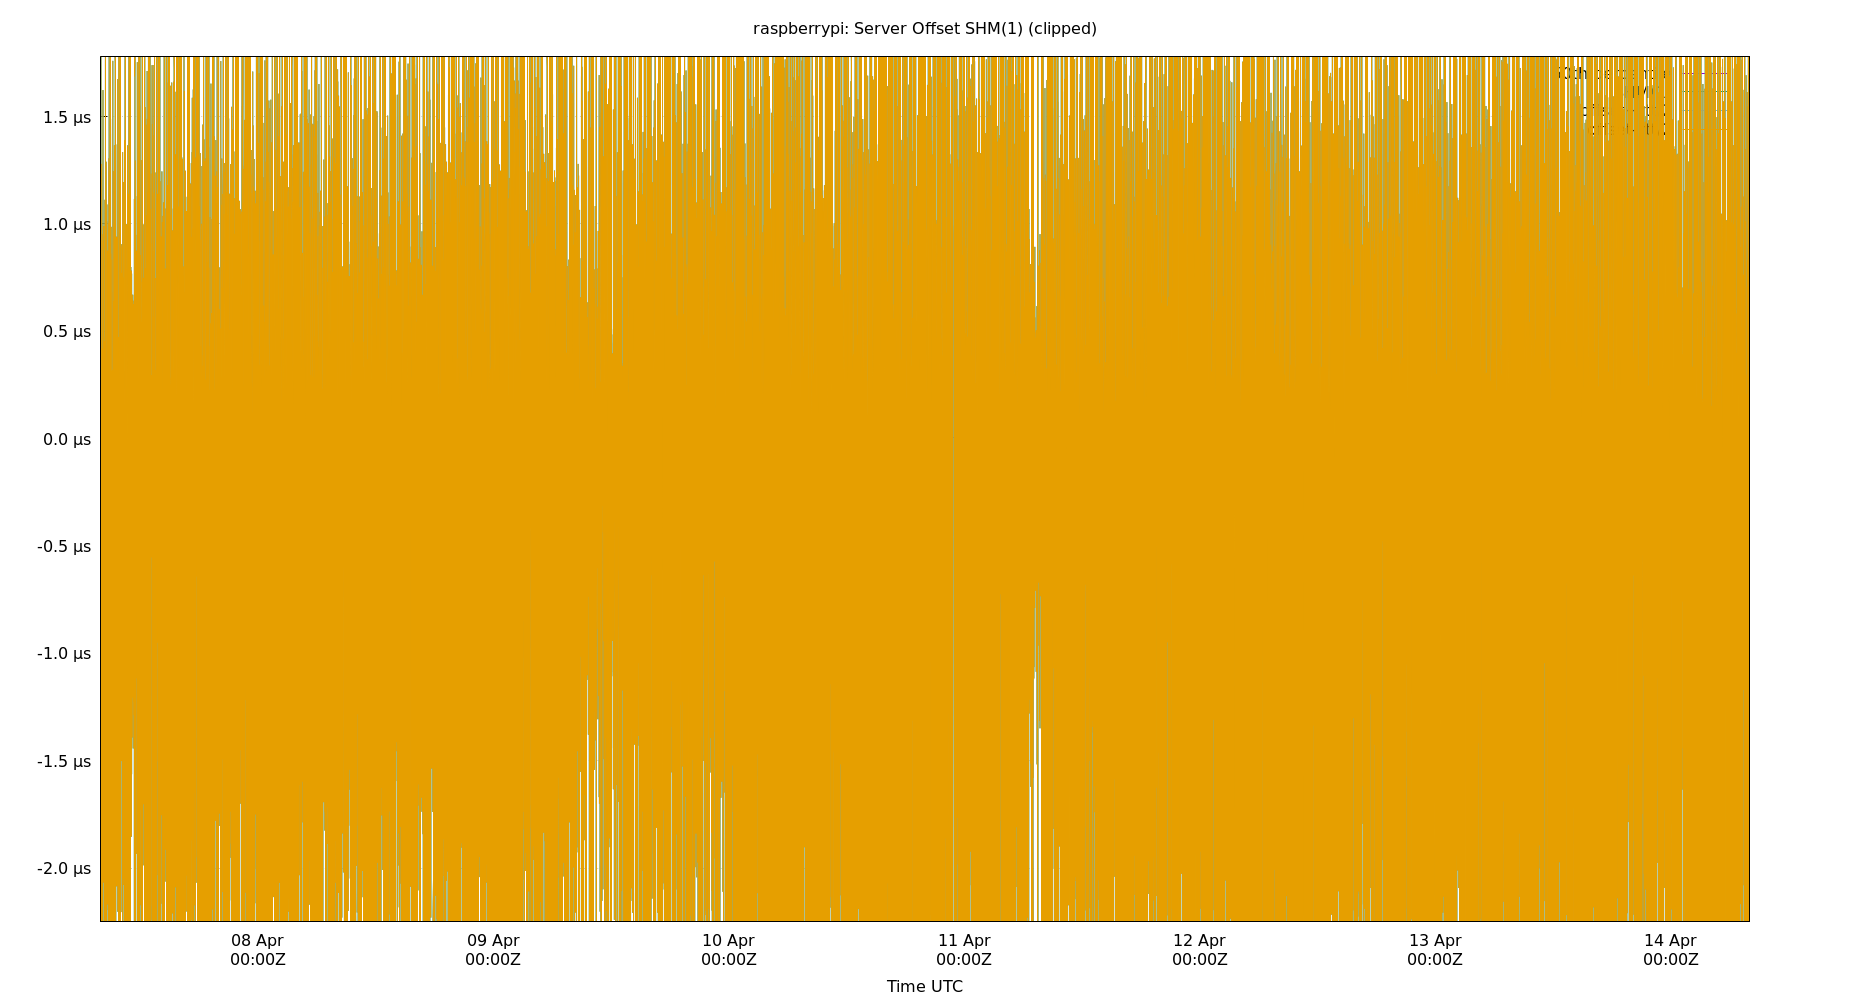 raspberrypi: Server Offset SHM(1) (clipped)
1.5 µs
1.0 µs
0.5 µs
0.0 µs
-0.5 µs
-1.0 µs
-1.5 µs
-2.0 µs
08 Apr 09 Apr 10 Apr 11 Apr 12 Apr 13 Apr 14 Apr
00:00Z 00:00Z 00:00Z 00:00Z 00:00Z 00:00Z 00:00Z
Time UTC